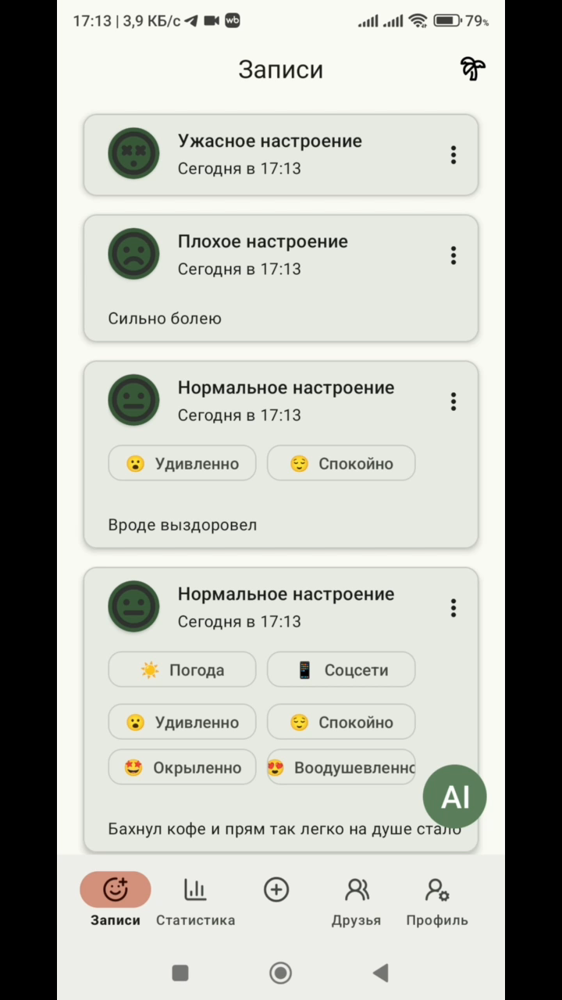 17:13 | 3,9 КБ/с wb 79%
Записи
Ужасное настроение
Сегодня в 17:13
Плохое настроение
Сегодня в 17:13
Сильно болею
Нормальное настроение
Сегодня в 17:13
Удивленно Спокойно
Вроде выздоровел
Нормальное настроение
Сегодня в 17:13
Погода Соцсети
Удивленно Спокойно
Окрыленно Воодушевленно
AI
Бахнул кофе и прям так легко на душе стало
Записи Статистика Друзья Профиль